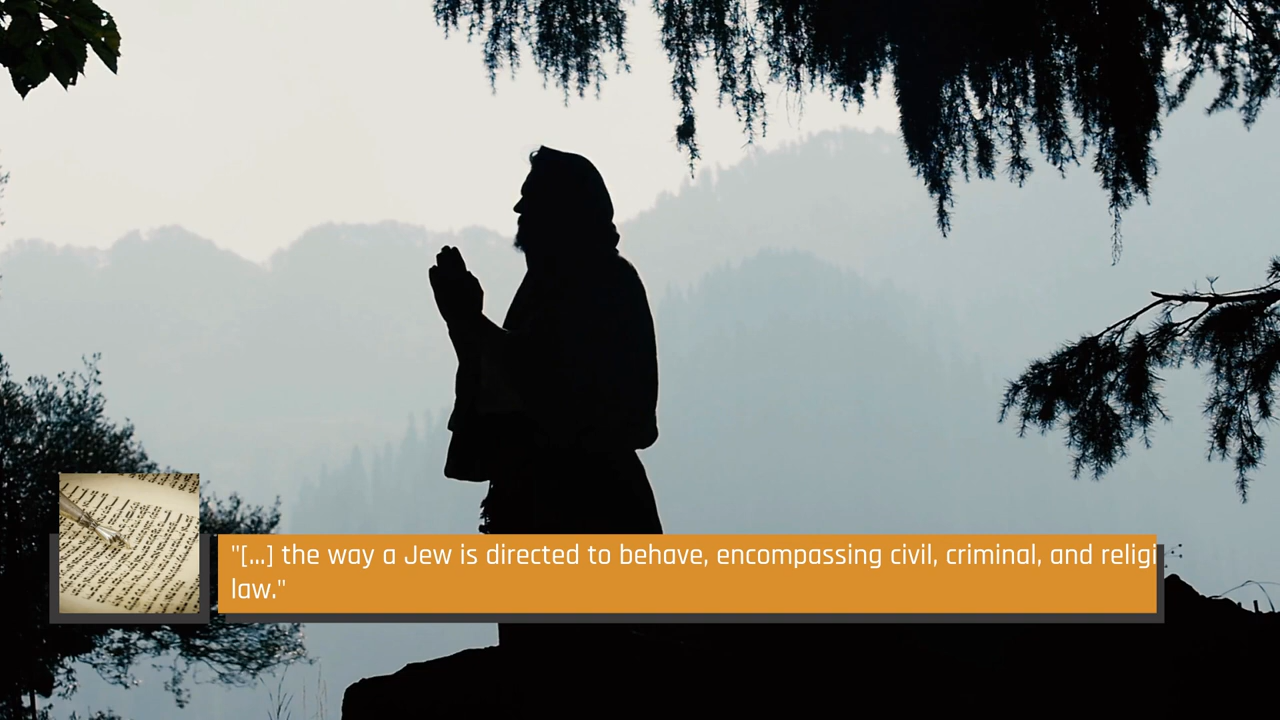 "[...] the way a Jew is directed to behave, encompassing civil, criminal, and religi
law."